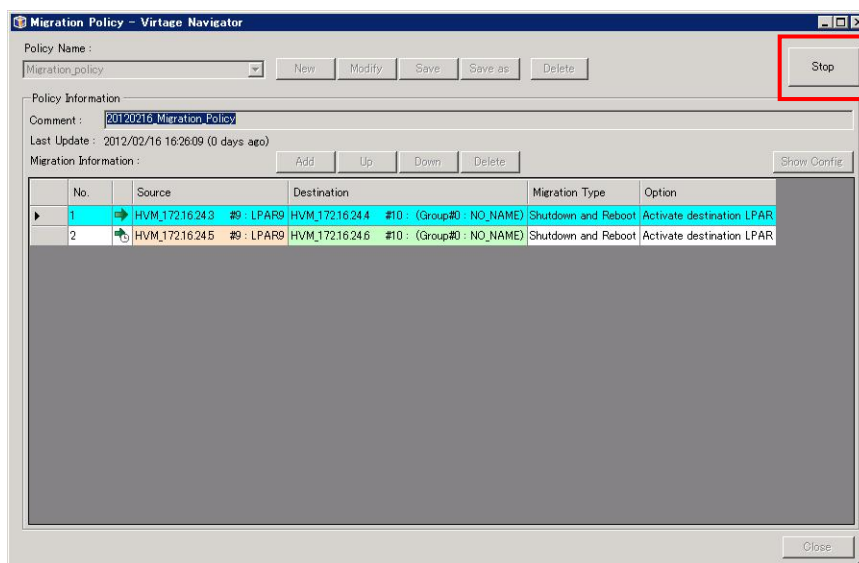 Migration Policy - Virtage Navigator
Policy Name :
Migration_policy New Modify Save Save as Delete Stop
Policy Information
Comment : 20120216_Migration_Policy
Last Update : 2012/02/16 16:26:09 (0 days ago)
Migration Information : Add Up Down Delete Show Config
No. Source Destination Migration Type Option
1 HVM_172.16.24.3 #9 : LPAR9 HVM_172.16.24.4 #10 : (Group#0 : NO_NAME) Shutdown and Reboot Activate destination LPAR
2 HVM_172.16.24.5 #9 : LPAR9 HVM_172.16.24.6 #10 : (Group#0 : NO_NAME) Shutdown and Reboot Activate destination LPAR
Close